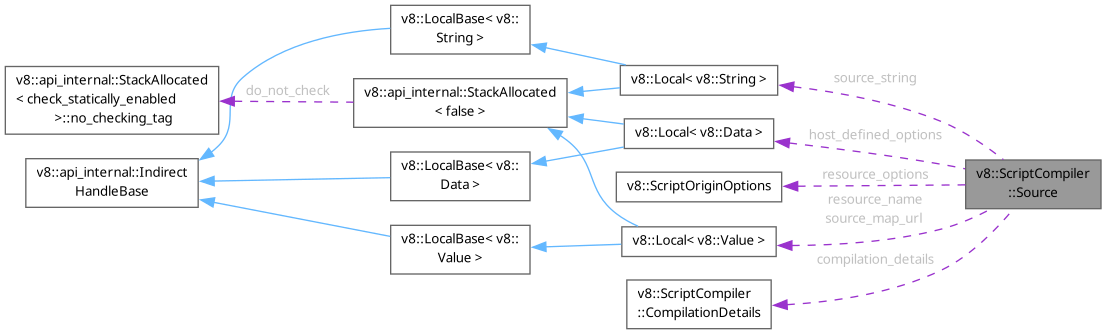 v8::LocalBase< v8::
String >
v8::api_internal::StackAllocated
< check_statically_enabled
>::no_checking_tag
do_not_check
v8::api_internal::StackAllocated
< false >
v8::Local< v8::String >
source_string
v8::Local< v8::Data >
host_defined_options
v8::api_internal::Indirect
HandleBase
v8::LocalBase< v8::
Data >
v8::ScriptOriginOptions
resource_options
resource_name
source_map_url
v8::ScriptCompiler
::Source
v8::LocalBase< v8::
Value >
v8::Local< v8::Value >
compilation_details
v8::ScriptCompiler
::CompilationDetails